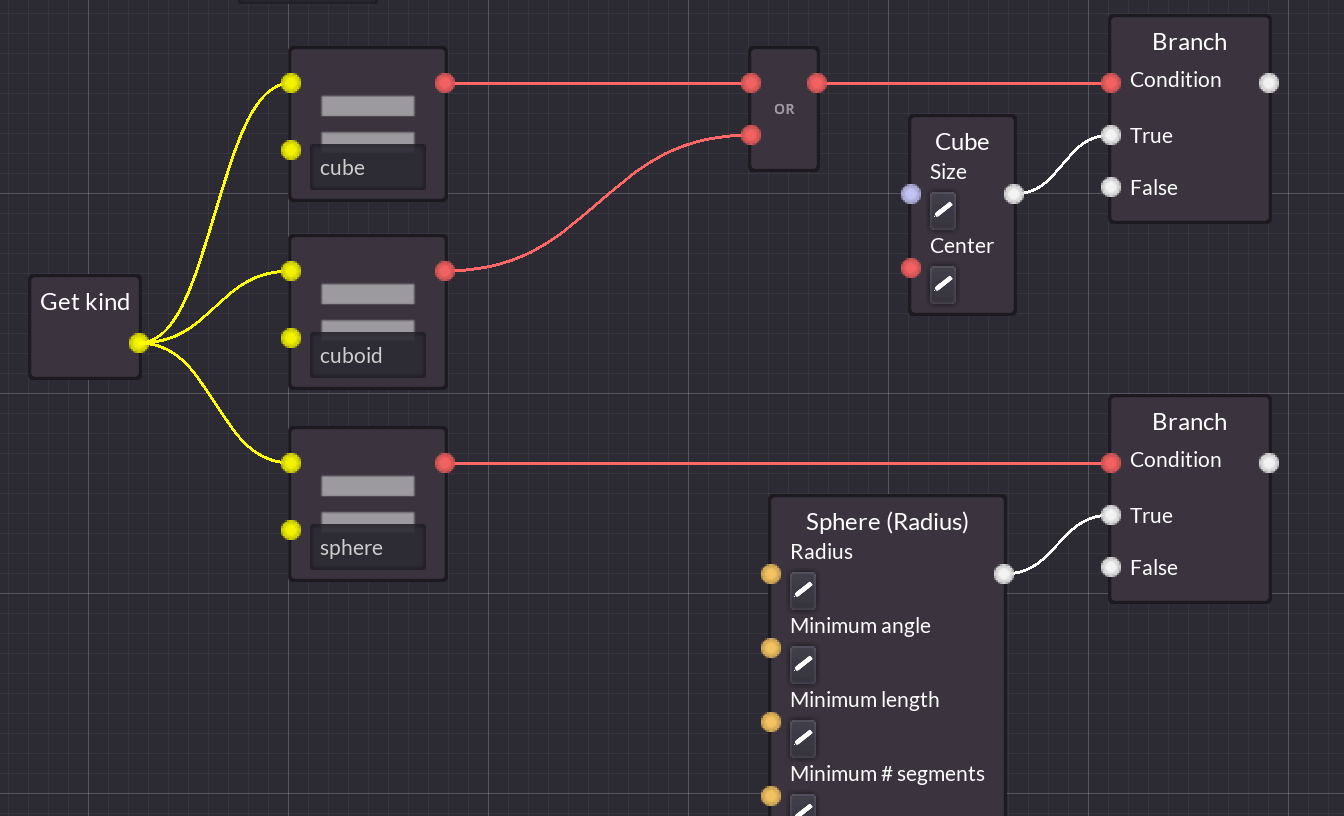 Get kind
cube
cuboid
sphere
OR
Cube
Size
Center
Branch
Condition
True
False
Sphere (Radius)
Radius
Minimum angle
Minimum length
Minimum # segments
Branch
Condition
True
False